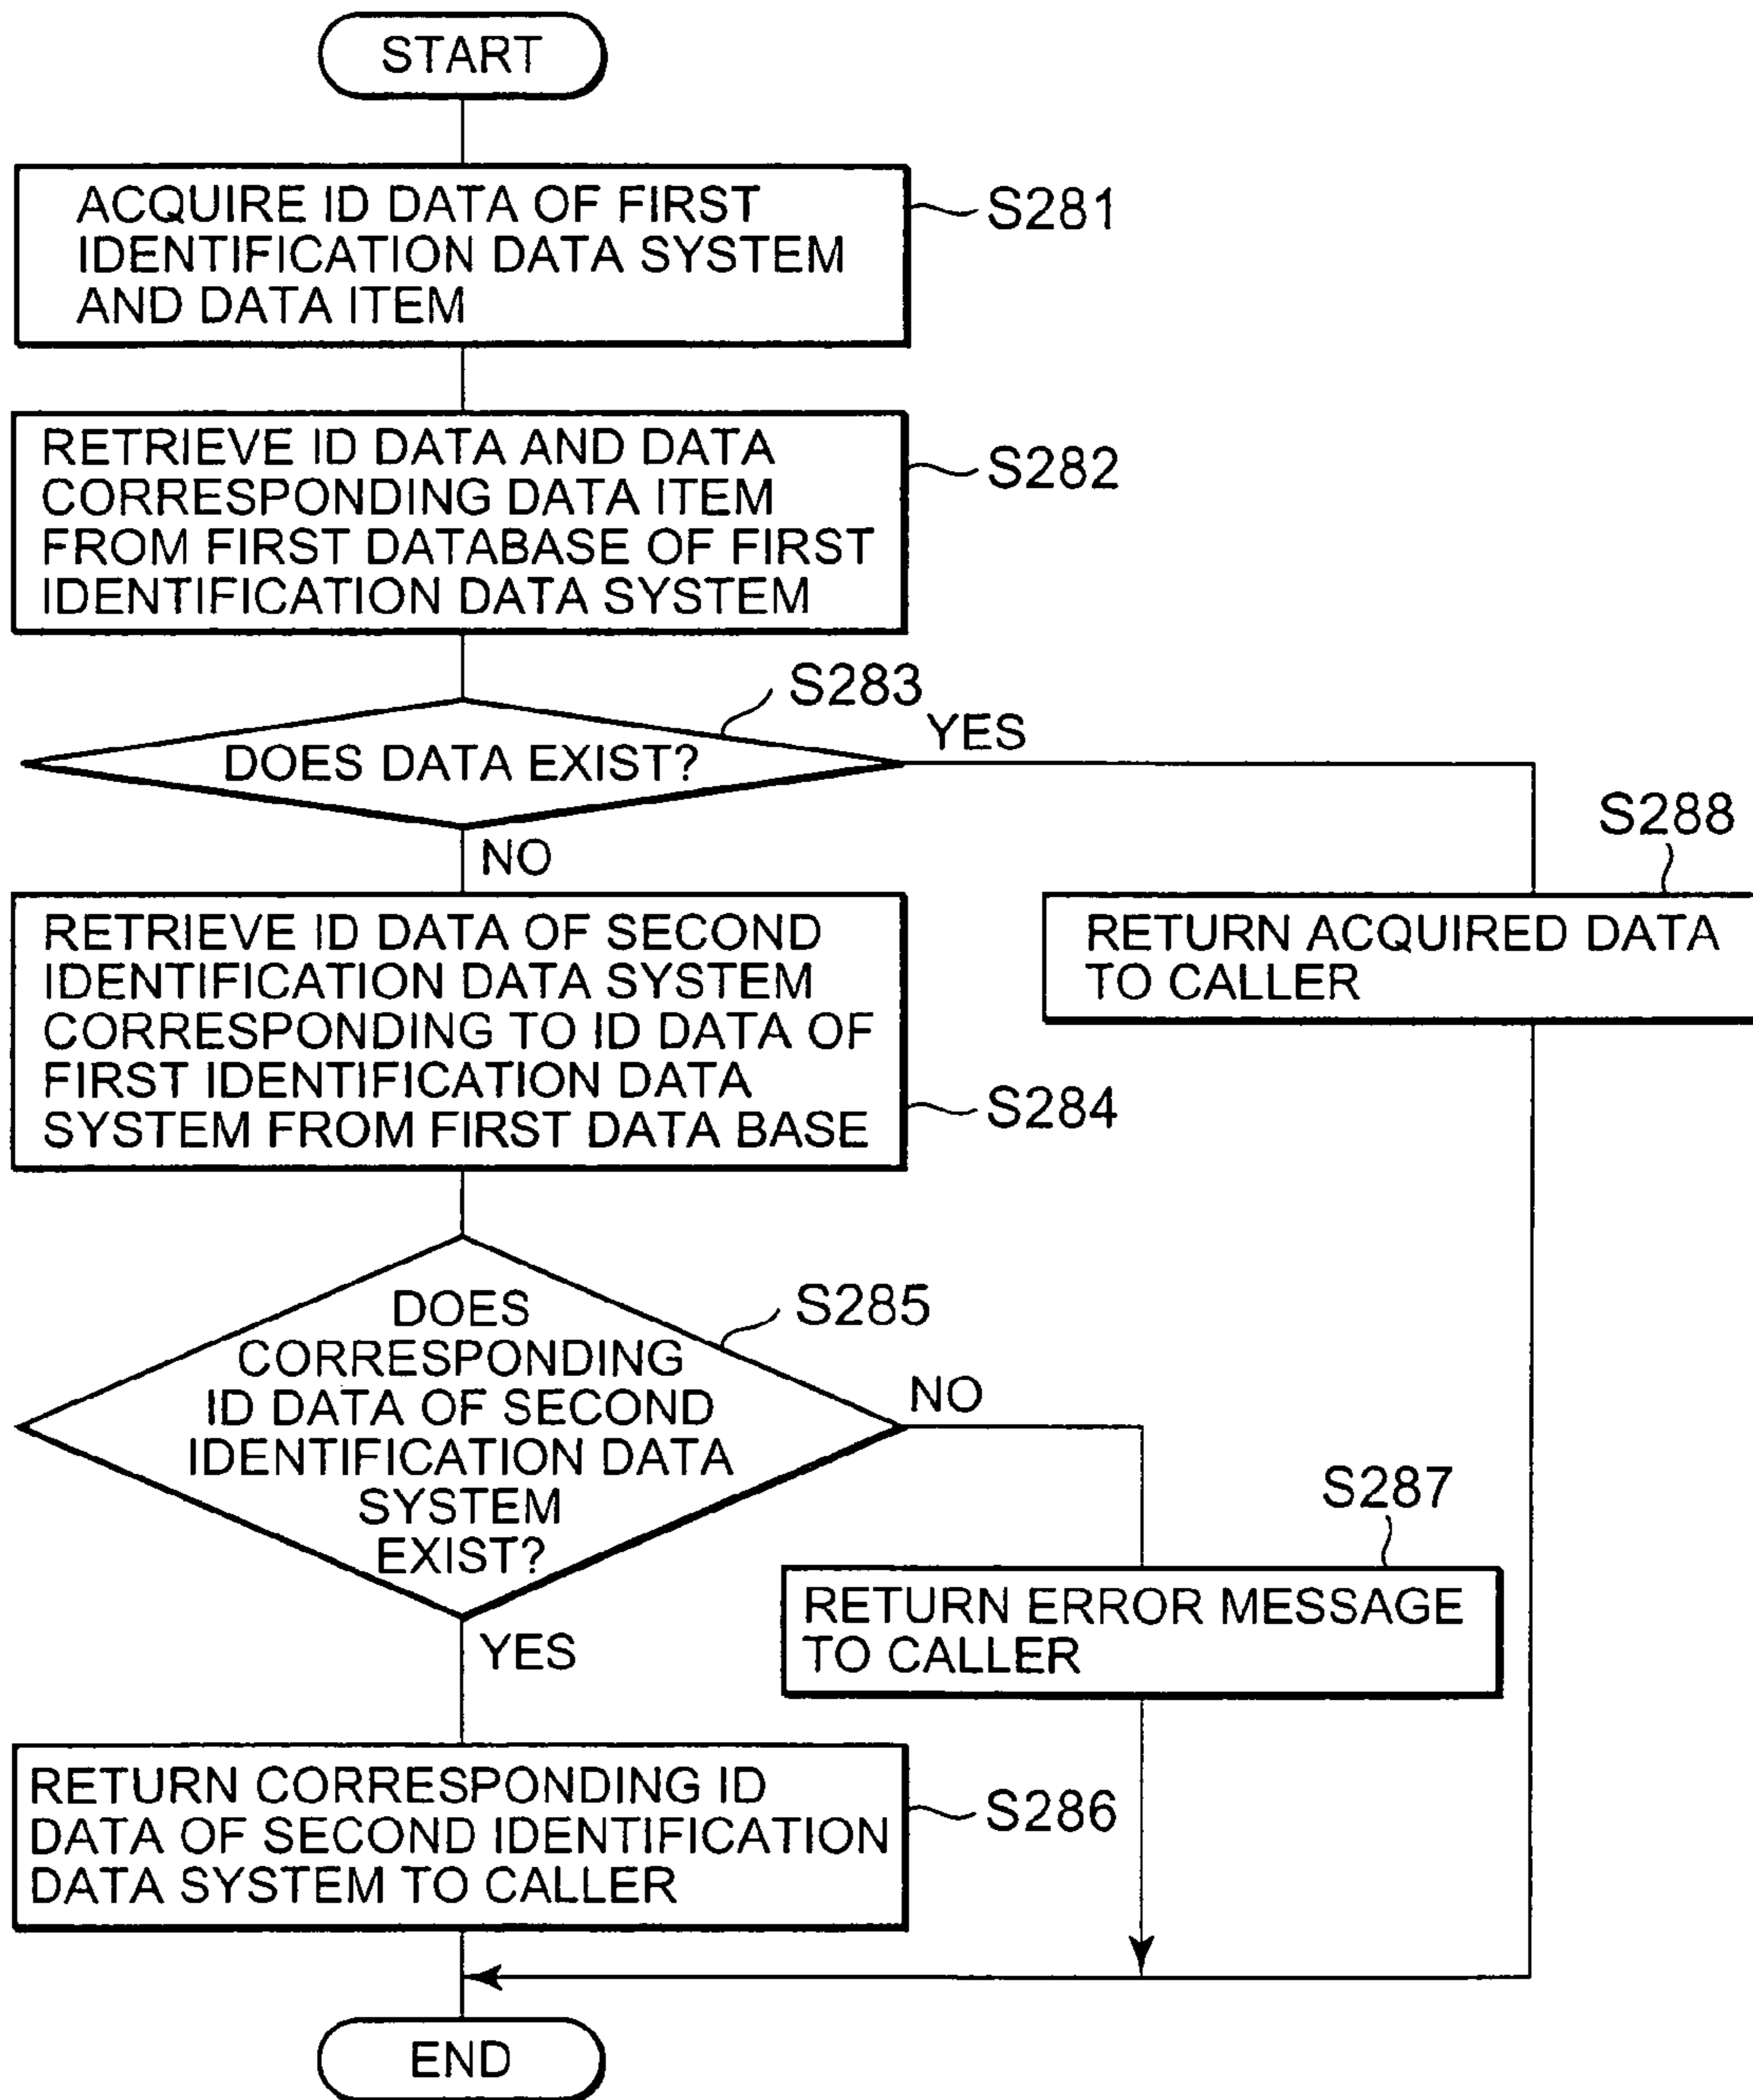 START
ACQUIRE ID DATA OF FIRST
IDENTIFICATION DATA SYSTEM
AND DATA ITEM
S281
RETRIEVE ID DATA AND DATA
CORRESPONDING DATA ITEM
FROM FIRST DATABASE OF FIRST
IDENTIFICATION DATA SYSTEM
S282
S283
DOES DATA EXIST?
YES
NO
S288
RETURN ACQUIRED DATA
TO CALLER
RETRIEVE ID DATA OF SECOND
IDENTIFICATION DATA SYSTEM
CORRESPONDING TO ID DATA OF
FIRST IDENTIFICATION DATA
SYSTEM FROM FIRST DATA BASE
S284
DOES
CORRESPONDING
ID DATA OF SECOND
IDENTIFICATION DATA
SYSTEM
EXIST?
S285
NO
YES
S287
RETURN ERROR MESSAGE
TO CALLER
RETURN CORRESPONDING ID
DATA OF SECOND IDENTIFICATION
DATA SYSTEM TO CALLER
S286
END